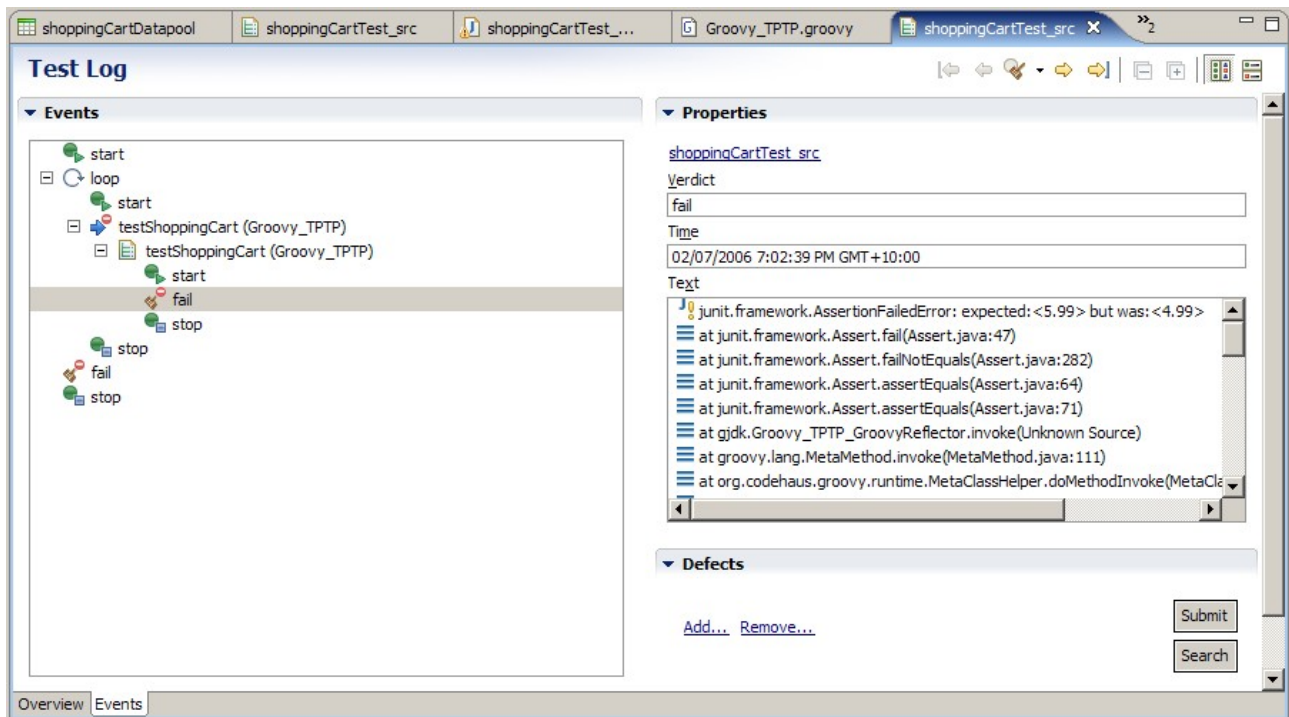 shoppingCartDatapool
shoppingCartTest_src
shoppingCartTest_...
Groovy_TPTP.groovy
shoppingCartTest_src
»2
Test Log
Events
start
loop
start
testShoppingCart (Groovy_TPTP)
testShoppingCart (Groovy_TPTP)
start
fail
stop
stop
fail
stop
Properties
shoppingCartTest_src
Verdict
fail
Time
02/07/2006 7:02:39 PM GMT+10:00
Text
junit.framework.AssertionFailedError: expected:<5.99> but was:<4.99>
at junit.framework.Assert.fail(Assert.java:47)
at junit.framework.Assert.failNotEquals(Assert.java:282)
at junit.framework.Assert.assertEquals(Assert.java:64)
at junit.framework.Assert.assertEquals(Assert.java:71)
at gjdk.Groovy_TPTP_GroovyReflector.invoke(Unknown Source)
at groovy.lang.MetaMethod.invoke(MetaMethod.java:111)
at org.codehaus.groovy.runtime.MetaClassHelper.doMethodInvoke(MetaCla
Defects
Add... Remove...
Submit
Search
Overview Events